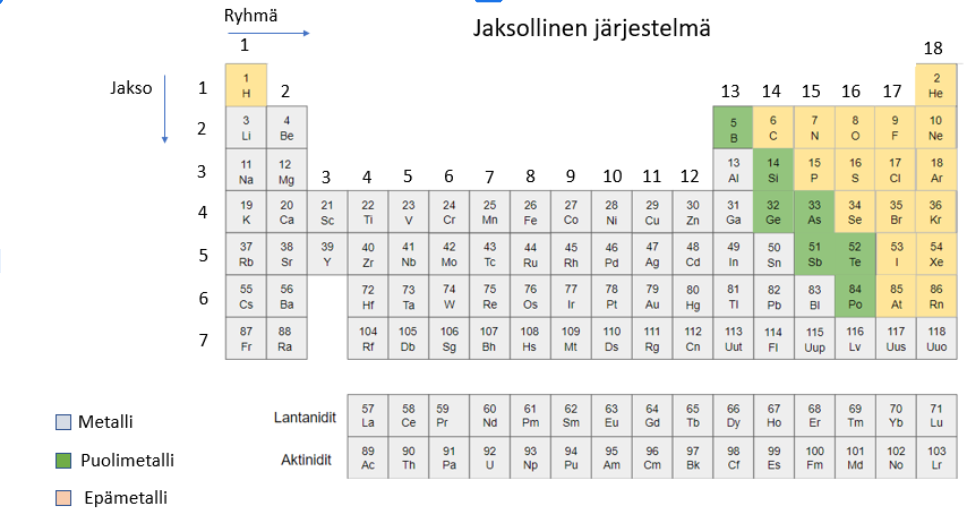 Ryhmä
Jaksollinen järjestelmä
1 18
Jakso
1 1 H 2 13 14 15 16 17 2 He
2 3 Li 4 Be 5 B 6 C 7 N 8 O 9 F 10 Ne
3 11 Na 12 Mg 3 4 5 6 7 8 9 10 11 12 13 Al 14 Si 15 P 16 S 17 Cl 18 Ar
4 19 K 20 Ca 21 Sc 22 Ti 23 V 24 Cr 25 Mn 26 Fe 27 Co 28 Ni 29 Cu 30 Zn 31 Ga 32 Ge 33 As 34 Se 35 Br 36 Kr
5 37 Rb 38 Sr 39 Y 40 Zr 41 Nb 42 Mo 43 Tc 44 Ru 45 Rh 46 Pd 47 Ag 48 Cd 49 In 50 Sn 51 Sb 52 Te 53 I 54 Xe
6 55 Cs 56 Ba 72 Hf 73 Ta 74 W 75 Re 76 Os 77 Ir 78 Pt 79 Au 80 Hg 81 Tl 82 Pb 83 BI 84 Po 85 At 86 Rn
7 87 Fr 88 Ra 104 Rf 105 Db 106 Sg 107 Bh 108 Hs 109 Mt 110 Ds 111 Rg 112 Cn 113 Uut 114 Fl 115 Uup 116 Lv 117 Uus 118 Uuo
Lantanidit 57 La 58 Ce 59 Pr 60 Nd 61 Pm 62 Sm 63 Eu 64 Gd 65 Tb 66 Dy 67 Ho 68 Er 69 Tm 70 Yb 71 Lu
Aktinidit 89 Ac 90 Th 91 Pa 92 U 93 Np 94 Pu 95 Am 96 Cm 97 Bk 98 Cf 99 Es 100 Fm 101 Md 102 No 103 Lr
Metalli
Puolimetalli
Epämetalli